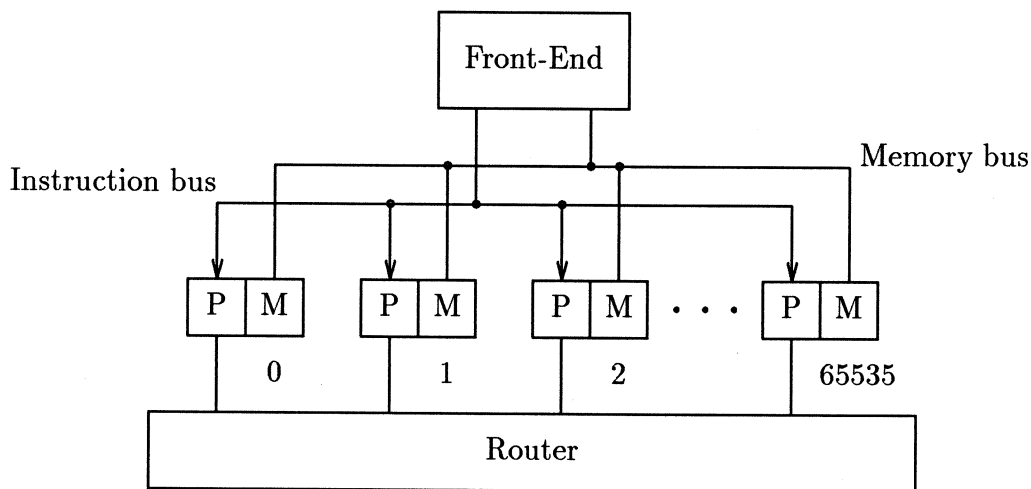 Front-End
Memory bus
Instruction bus
P M P M P M . . . P M
0 1 2 65535
Router